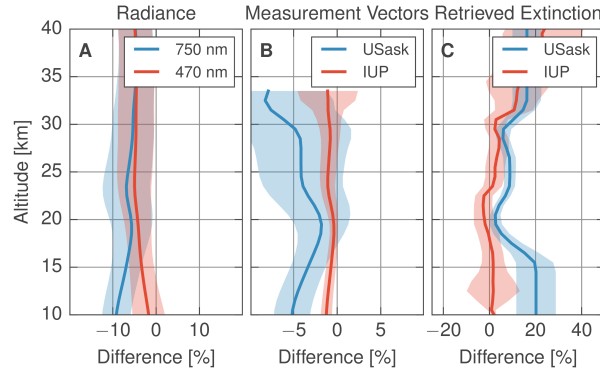 Radiance
Measurement Vectors
Retrieved Extinction
A
750 nm
470 nm
B
USask
IUP
C
USask
IUP
Altitude [km]
40
35
30
25
20
15
10
−10 0 10
−5 0 5
−20 0 20 40
Difference [%]
Difference [%]
Difference [%]